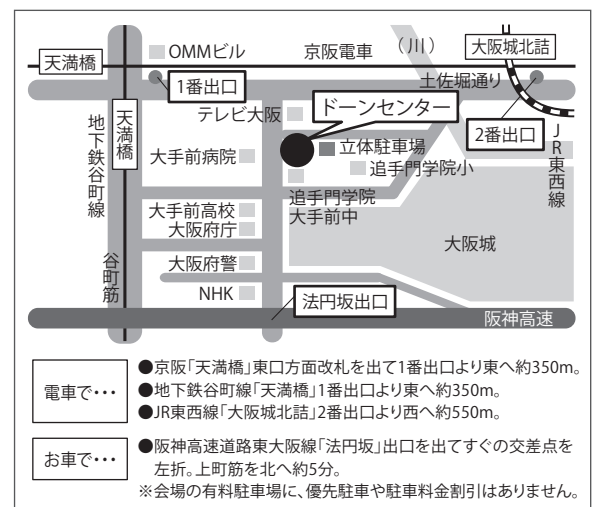 OMMビル
京阪電車
（川）
大阪城北詰
天満橋
1番出口
土佐堀通り
テレビ大阪
ドーンセンター
2番出口
地下鉄谷町線
天満橋
大手前病院
立体駐車場
追手門学院小
JR東西線
追手門学院
大手前中
大手前高校
大阪府庁
大阪城
大阪府警
谷町筋
NHK
法円坂出口
阪神高速
電車で・・・
●京阪「天満橋」東口方面改札を出て1番出口より東へ約350m。
●地下鉄谷町線「天満橋」1番出口より東へ約350m。
●JR東西線「大阪城北詰」2番出口より西へ約550m。
お車で・・・
●阪神高速道路東大阪線「法円坂」出口を出てすぐの交差点を
左折。上町筋を北へ約5分。
※会場の有料駐車場に、優先駐車や駐車料金割引はありません。